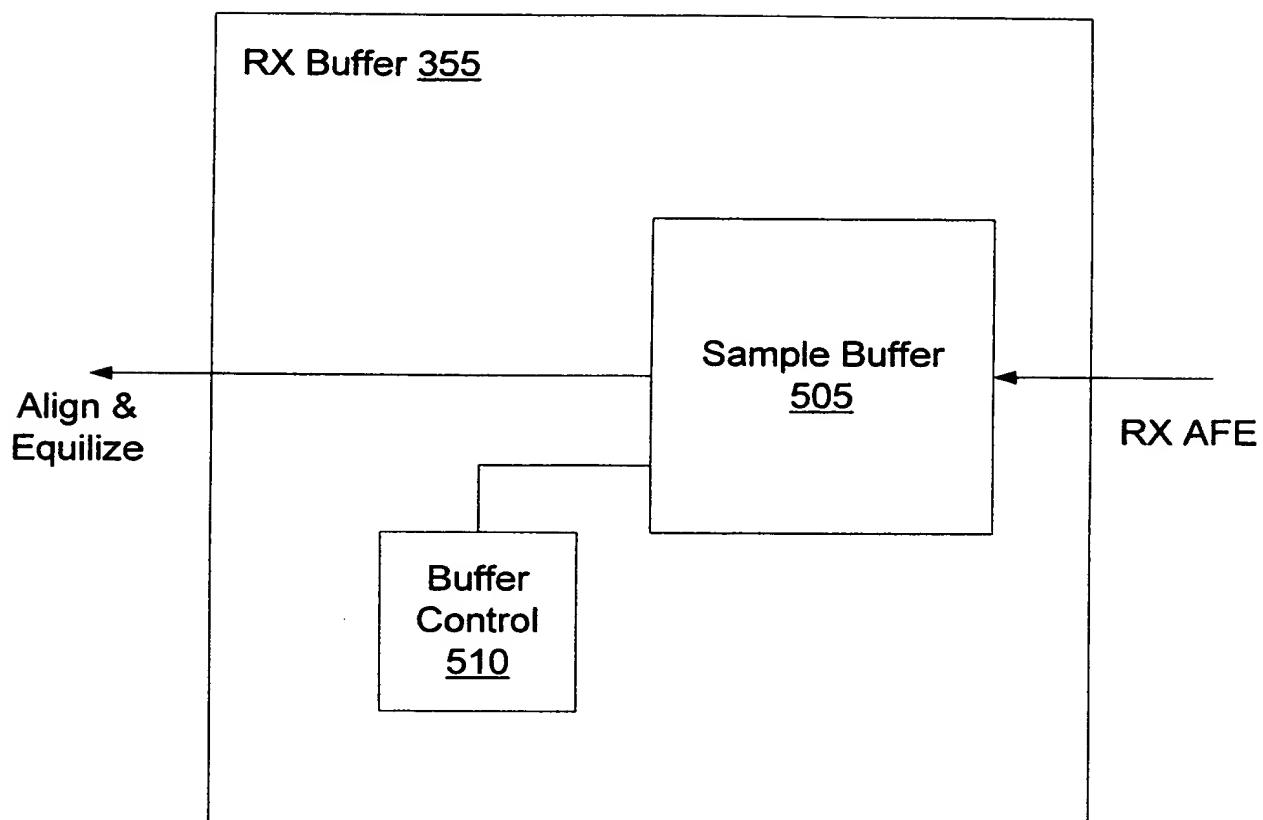 RX Buffer 355
Sample Buffer
505
Align &
Equilize
RX AFE
Buffer
Control
510